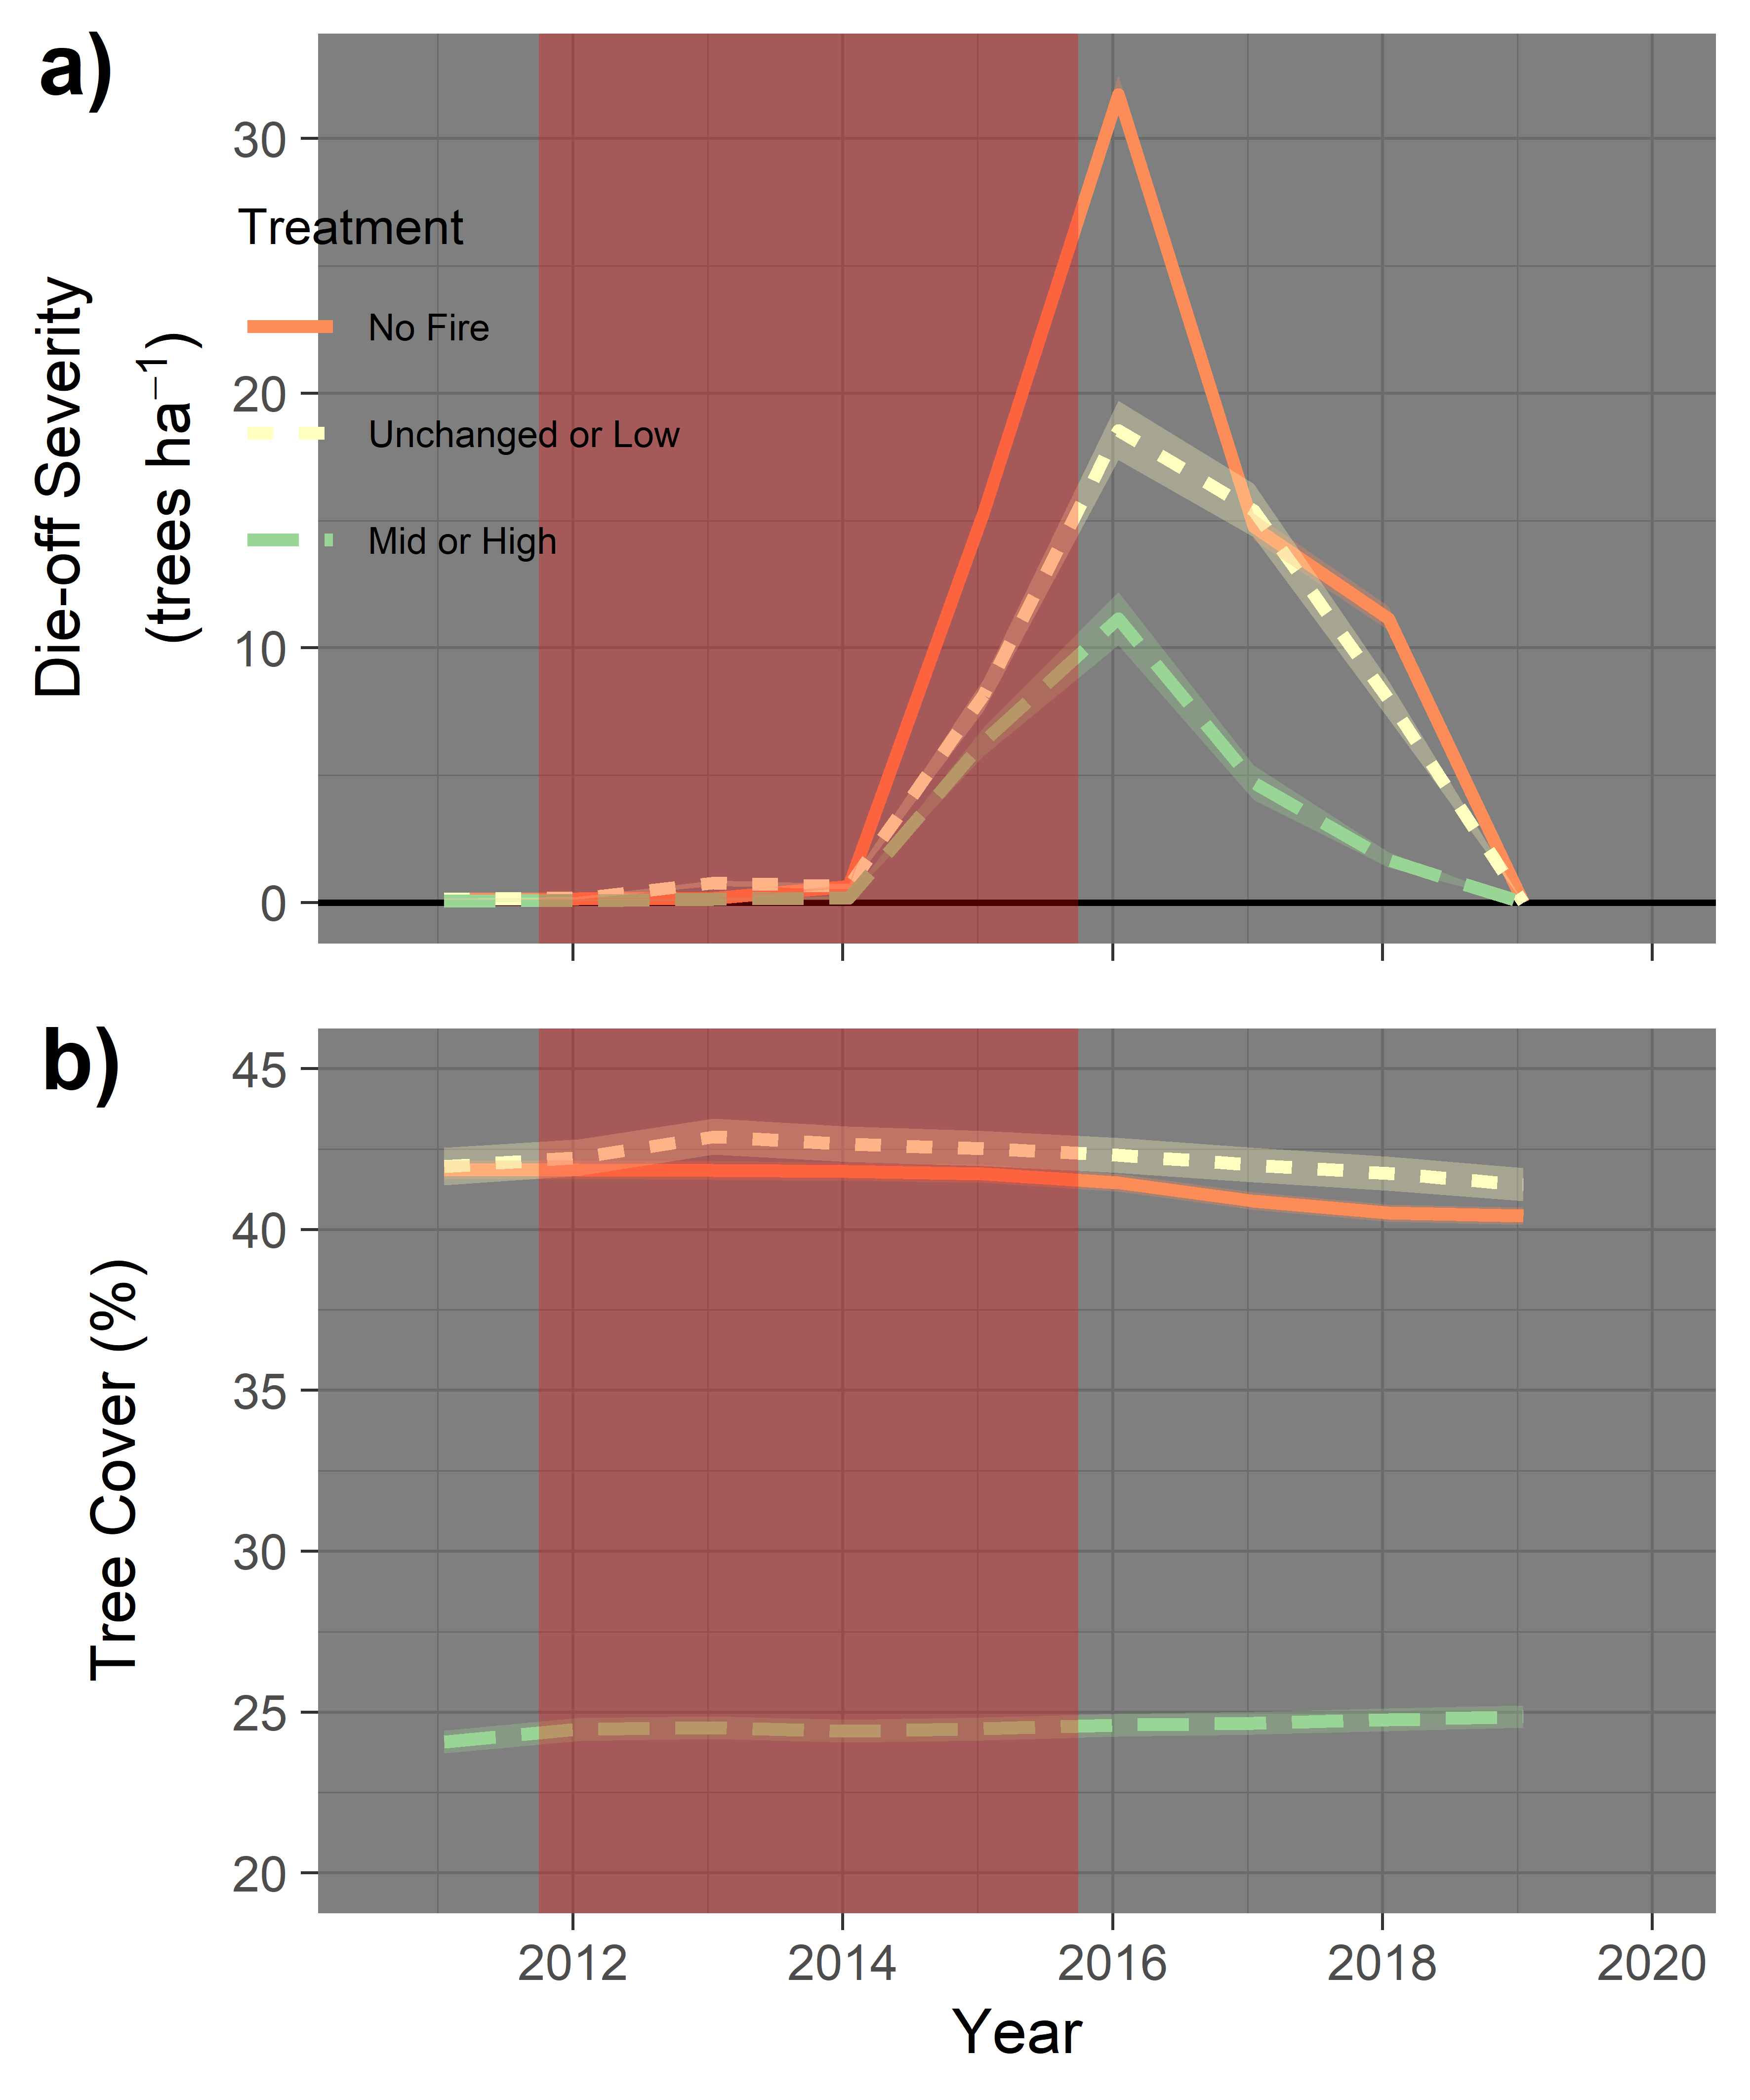 a)
Die-off Severity
(trees ha⁻¹)
30
20
10
0
Treatment
No Fire
Unchanged or Low
Mid or High
b)
Tree Cover (%)
45
40
35
30
25
20
2012 2014 2016 2018 2020
Year